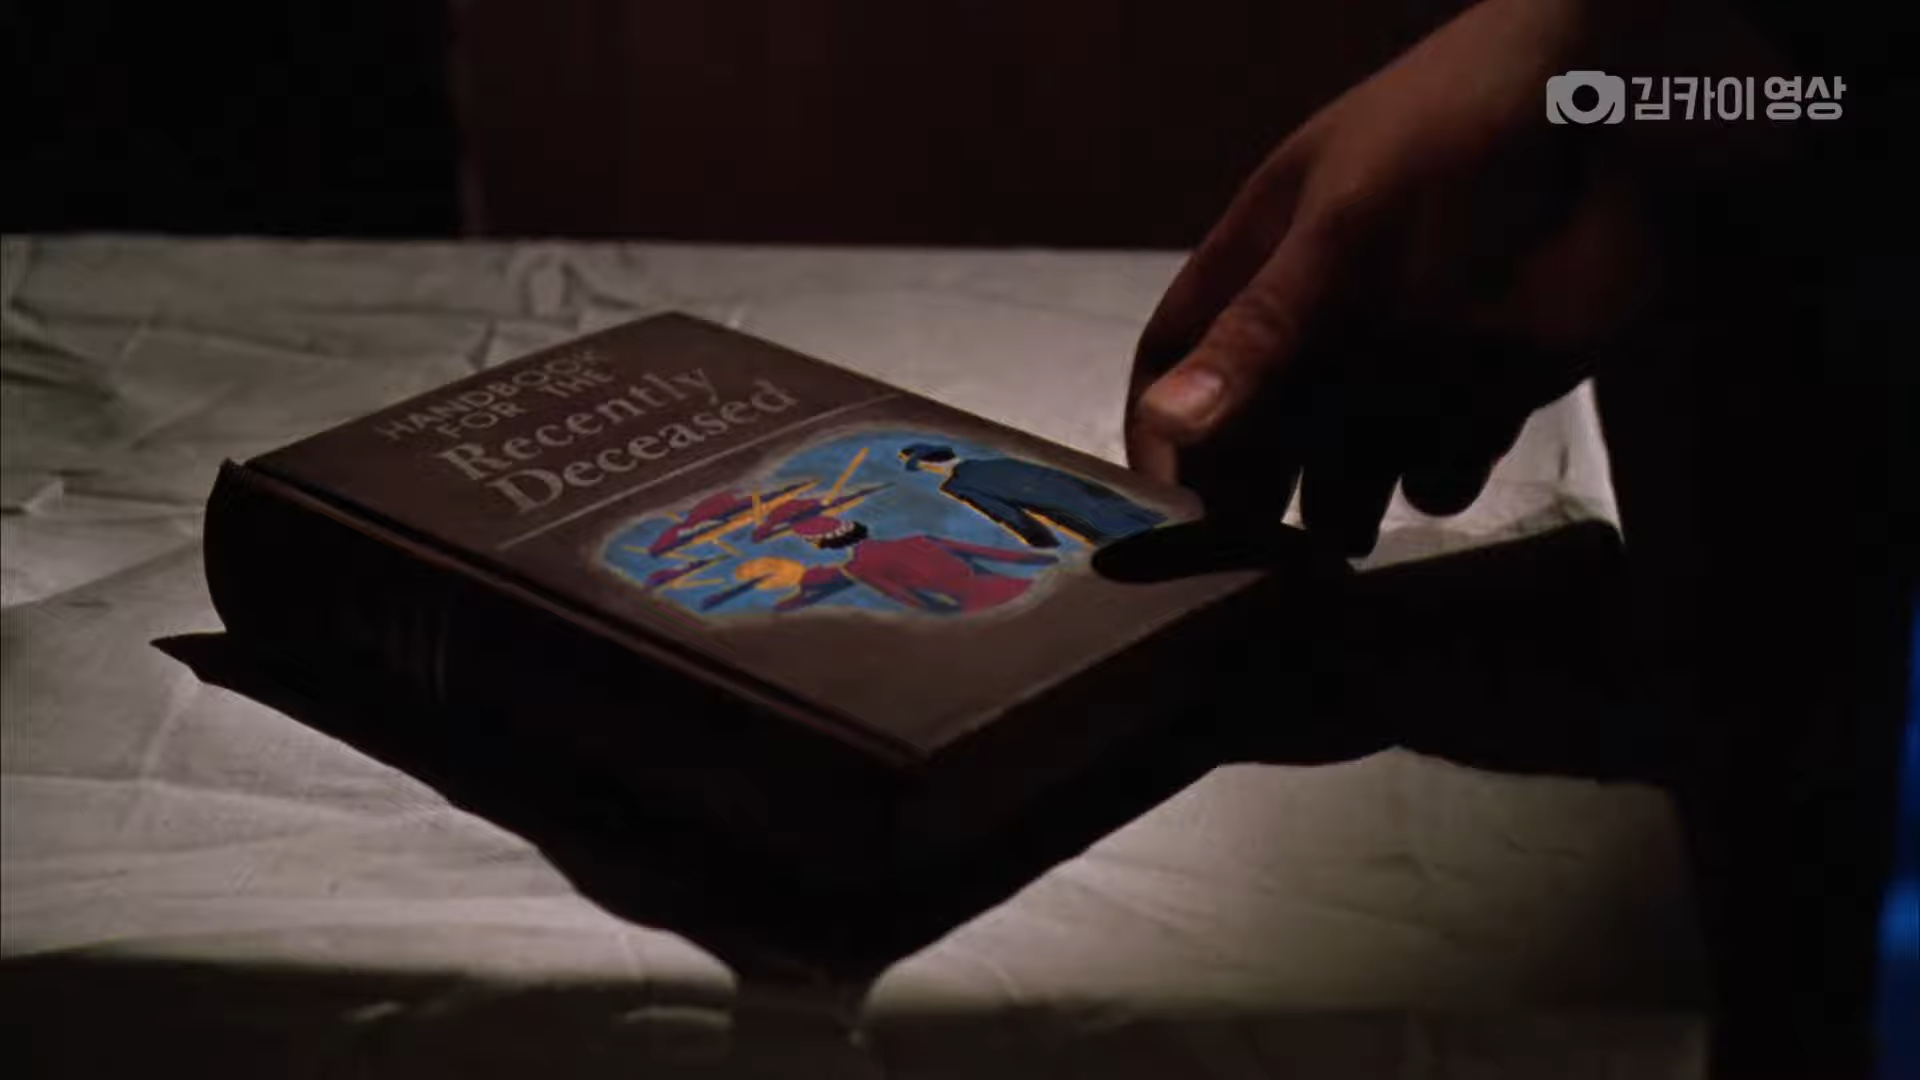 김카이 영상
HANDBOOK
FOR THE
Recently
Deceased